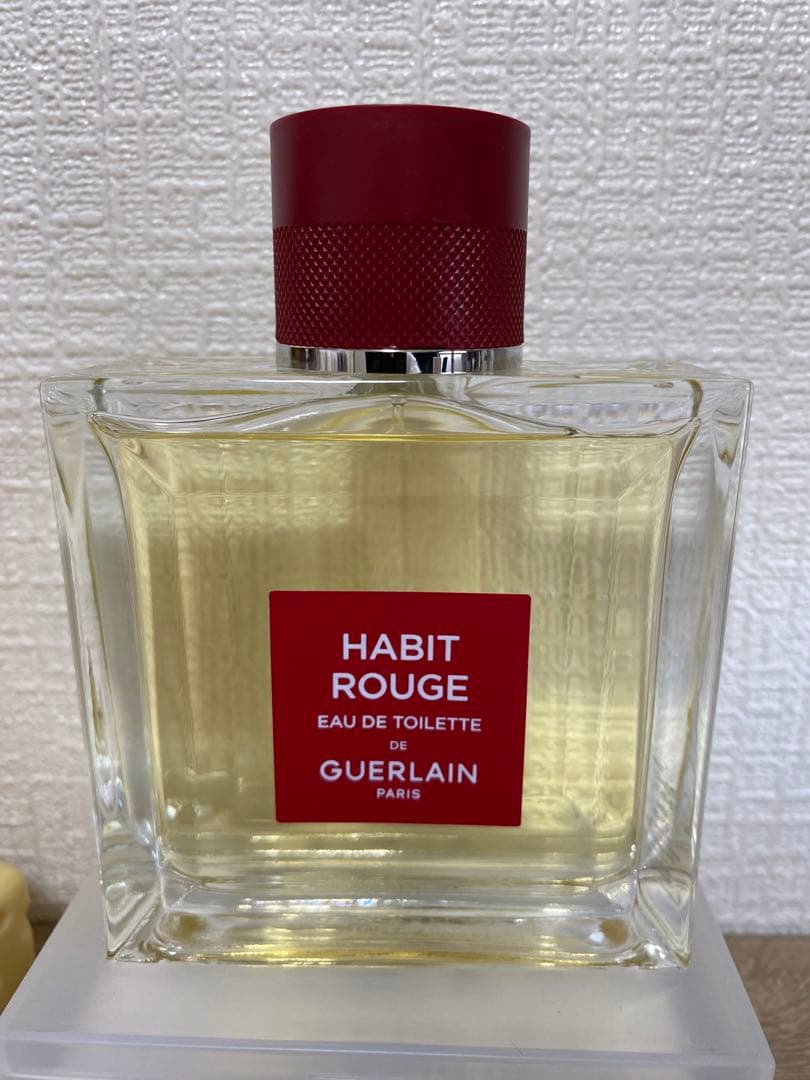 HABIT
ROUGE
EAU DE TOILETTE
DE
GUERLAIN
PARIS